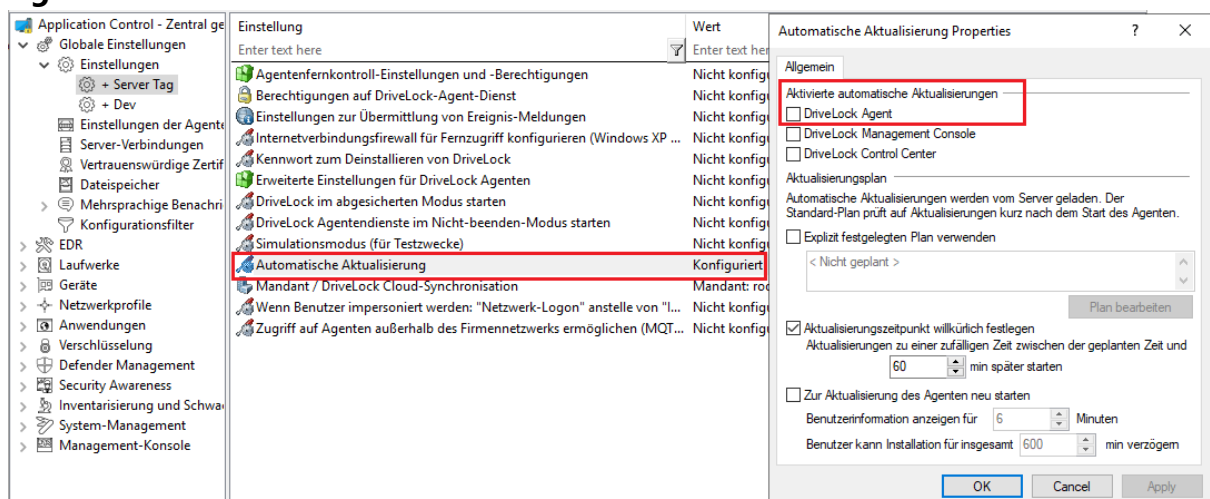 Application Control - Zentral ge
Globale Einstellungen
Einstellungen
+ Server Tag
+ Dev
Einstellungen der Agente
Server-Verbindungen
Vertrauenswürdige Zertif
Dateispeicher
Mehrsprachige Benachri
Konfigurationsfilter
EDR
Laufwerke
Geräte
Netzwerkprofile
Anwendungen
Verschlüsselung
Defender Management
Security Awareness
Inventarisierung und Schwa
System-Management
Management-Konsole
Einstellung Wert
Enter text here Enter text her
Agentenfernkontroll-Einstellungen und -Berechtigungen Nicht konfig
Berechtigungen auf DriveLock-Agent-Dienst Nicht konfig
Einstellungen zur Übermittlung von Ereignis-Meldungen Nicht konfig
Internetverbindungsfirewall für Fernzugriff konfigurieren (Windows XP ... Nicht konfig
Kennwort zum Deinstallieren von DriveLock Nicht konfig
Erweiterte Einstellungen für DriveLock Agenten Nicht konfig
DriveLock im abgesicherten Modus starten Nicht konfig
DriveLock Agentendienste im Nicht-beenden-Modus starten Nicht konfig
Simulationsmodus (für Testzwecke) Nicht konfig
Automatische Aktualisierung Konfiguriert
Mandant / DriveLock Cloud-Synchronisation Mandant: roo
Wenn Benutzer impersoniert werden: "Netzwerk-Logon" anstelle von "I... Nicht konfig
Zugriff auf Agenten außerhalb des Firmennetzwerks ermöglichen (MQT... Nicht konfig
Automatische Aktualisierung Properties ? ×
Allgemein
Aktivierte automatische Aktualisierungen
DriveLock Agent
DriveLock Management Console
DriveLock Control Center
Aktualisierungsplan
Automatische Aktualisierungen werden vom Server geladen. Der
Standard-Plan prüft auf Aktualisierungen kurz nach dem Start des Agenten.
Explizit festgelegten Plan verwenden
< Nicht geplant >
Plan bearbeiten
Aktualisierungszeitpunkt willkürlich festlegen
Aktualisierungen zu einer zufälligen Zeit zwischen der geplanten Zeit und
60 min später starten
Zur Aktualisierung des Agenten neu starten
Benutzerinformation anzeigen für 6 Minuten
Benutzer kann Installation für insgesamt 600 min verzögern
OK Cancel Apply